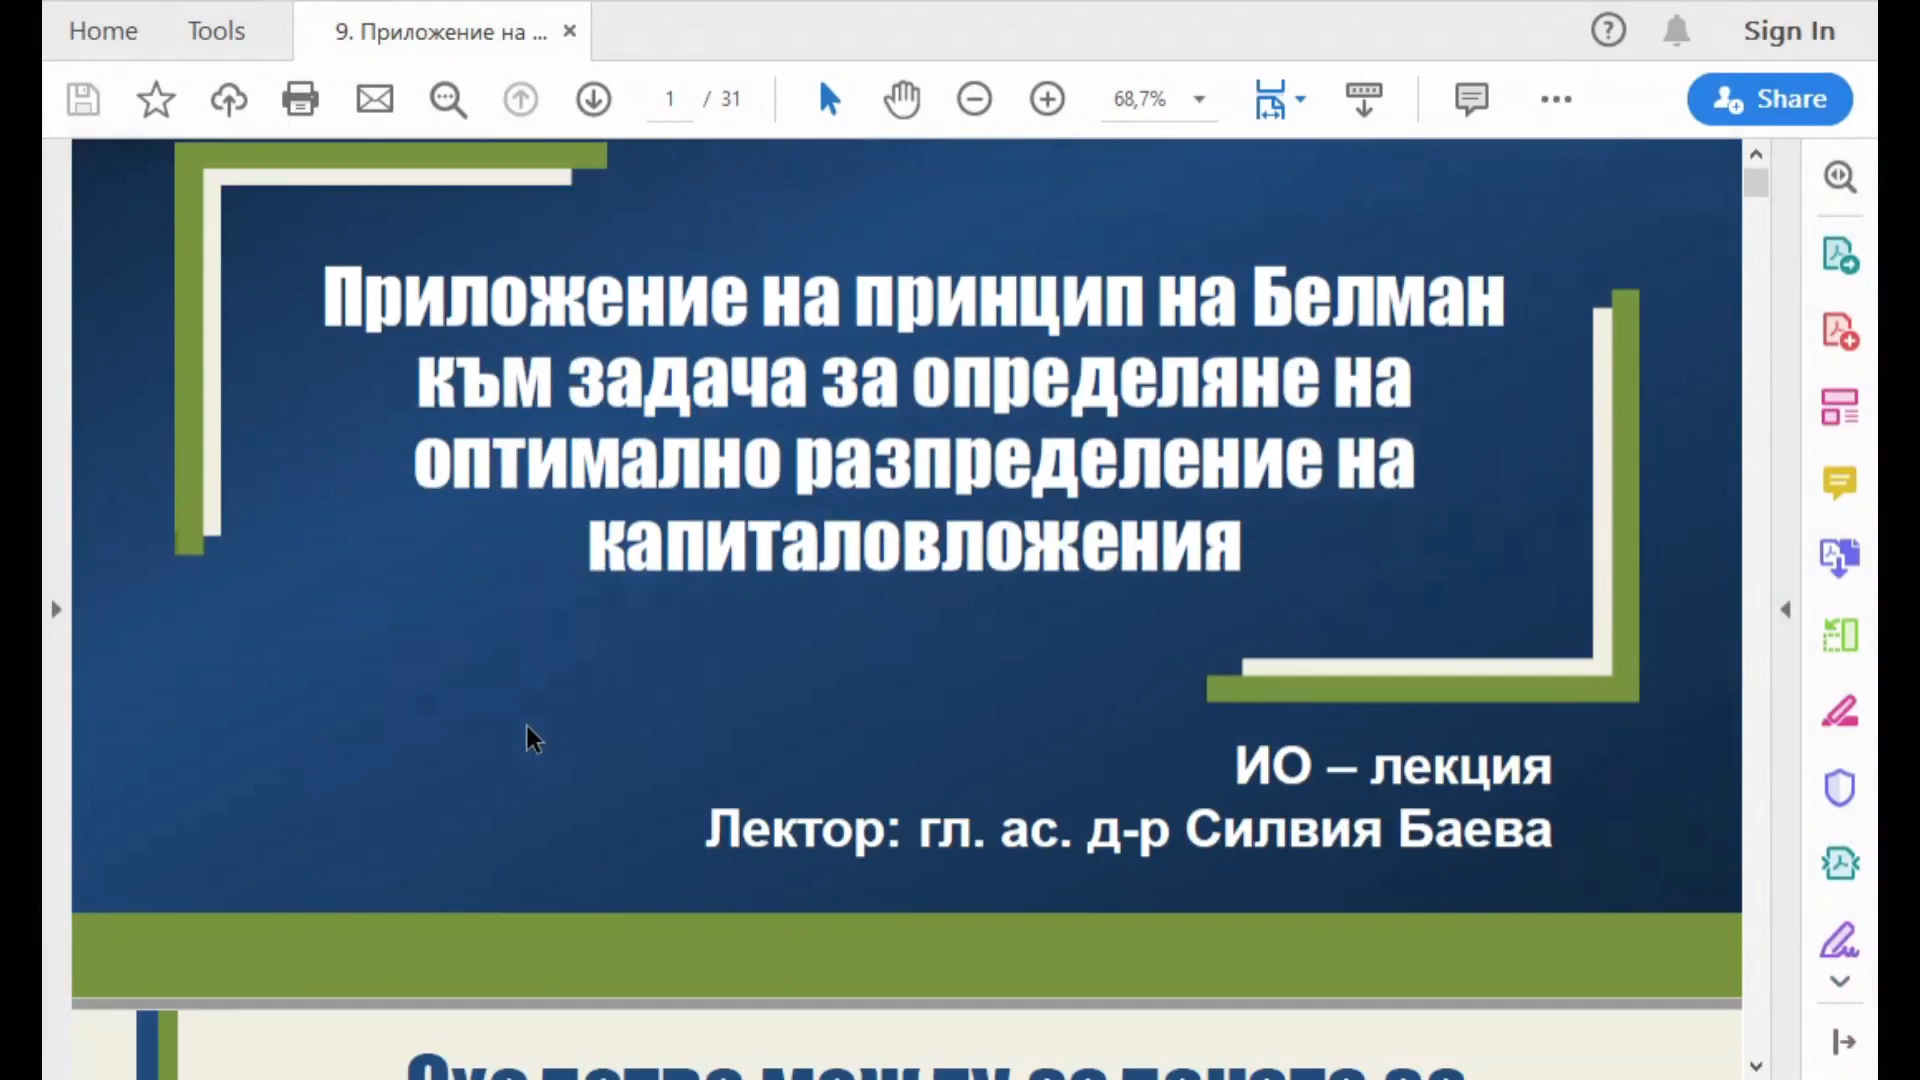 Home Tools 9. Приложение на ... × Sign In
1 / 31 68,7% Share
Приложение на принцип на Белман
към задача за определяне на
оптимално разпределение на
капиталовложения
ИО – лекция
Лектор: гл. ас. д-р Силвия Баева